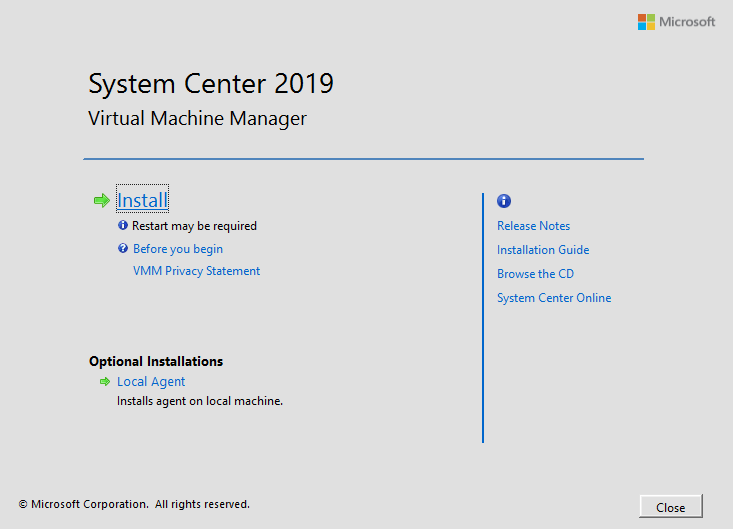 Microsoft
System Center 2019
Virtual Machine Manager
Install
Restart may be required
Before you begin
VMM Privacy Statement
Release Notes
Installation Guide
Browse the CD
System Center Online
Optional Installations
Local Agent
Installs agent on local machine.
© Microsoft Corporation. All rights reserved.
Close